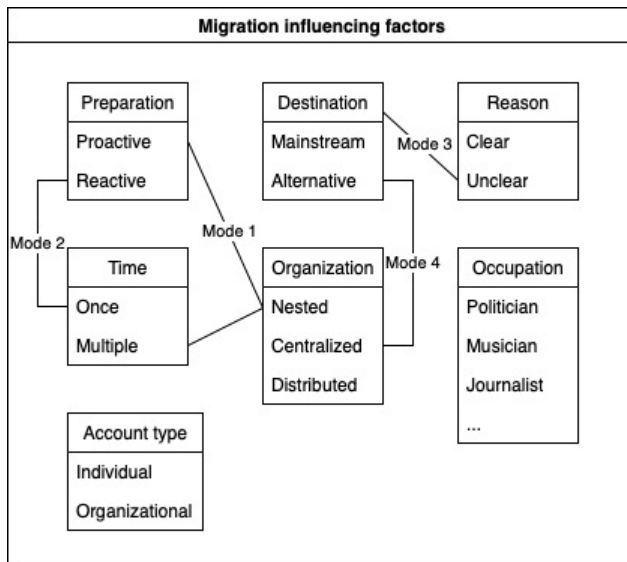 Migration influencing factors
Preparation
Proactive
Reactive
Destination
Mainstream
Alternative
Reason
Clear
Unclear
Mode 3
Mode 1
Mode 2
Mode 4
Time
Once
Multiple
Organization
Nested
Centralized
Distributed
Occupation
Politician
Musician
Journalist
...
Account type
Individual
Organizational